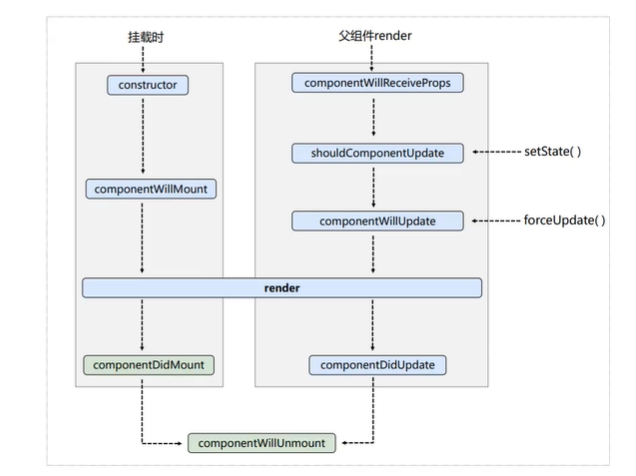 挂载时
父组件render
constructor
componentWillReceiveProps
shouldComponentUpdate
setState( )
componentWillMount
componentWillUpdate
forceUpdate( )
render
componentDidMount
componentDidUpdate
componentWillUnmount